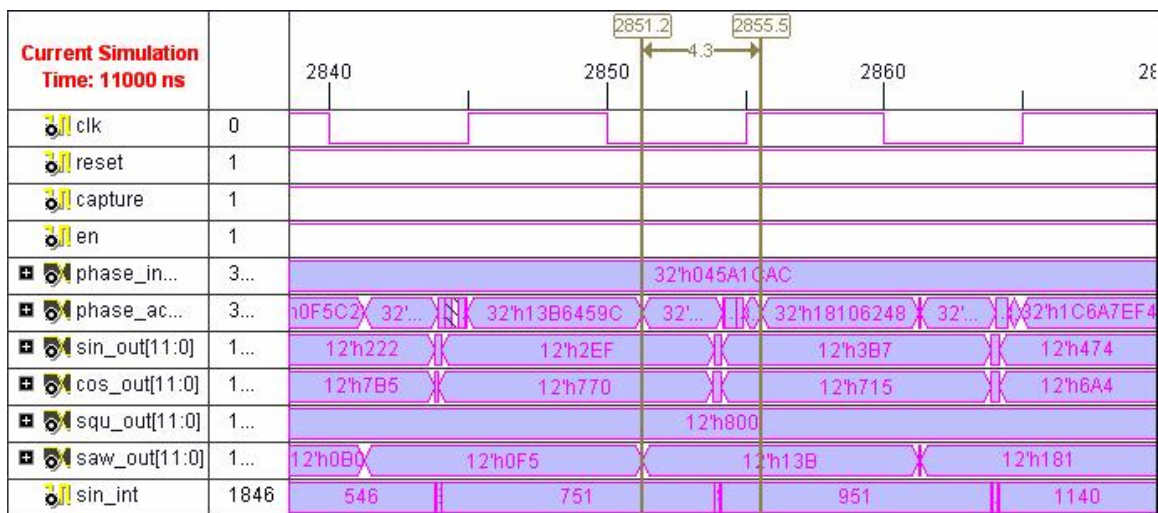 2851.2 2855.5
4.3
Current Simulation
Time: 11000 ns
2840 2850 2860 28
clk 0
reset 1
capture 1
en 1
phase_in... 3... 32'h045A1CAC
phase_ac... 3... h0F5C2 32'... 32'h13B6459C 32'... 32'h18106248 32'... 32'h1C6A7EF4
sin_out[11:0] 1... 12'h222 12'h2EF 12'h3B7 12'h474
cos_out[11:0] 1... 12'h7B5 12'h770 12'h715 12'h6A4
squ_out[11:0] 1... 12'h800
saw_out[11:0] 1... 12'h0B0 12'h0F5 12'h13B 12'h181
sin_int 1846 546 751 951 1140